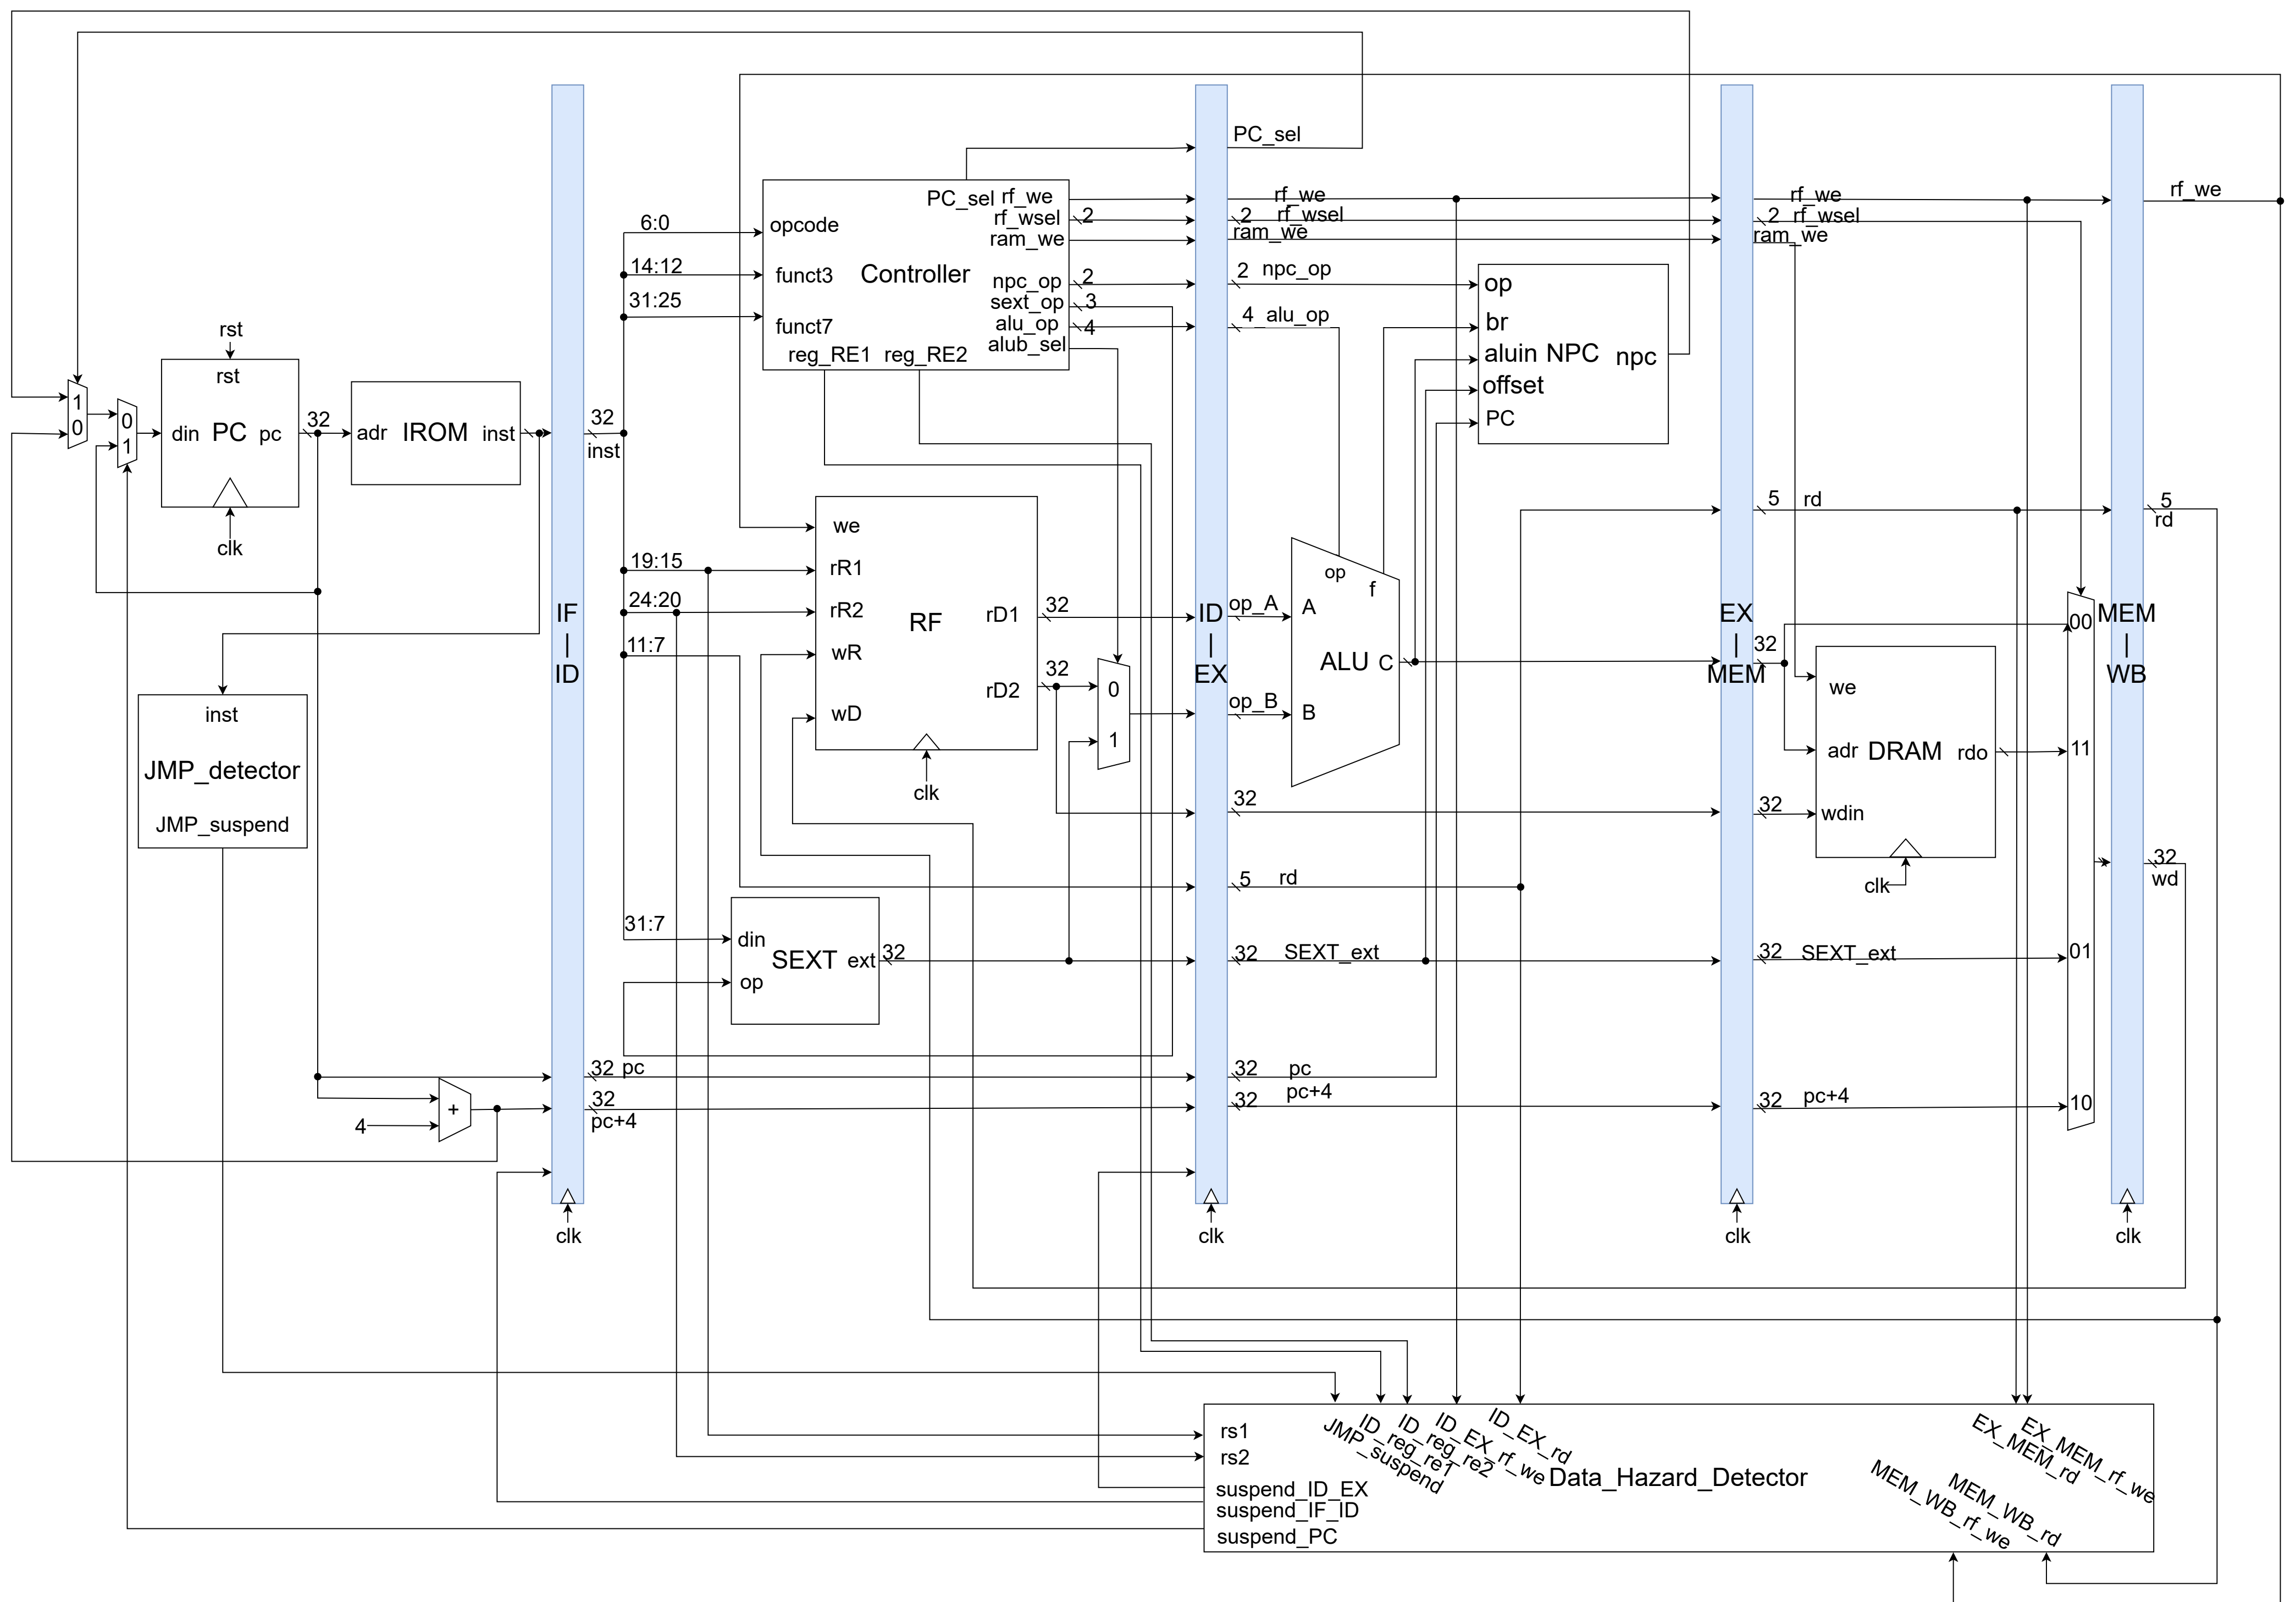 PC_sel
rf_we
rf_we
rf_we
2 rf_wsel
2 rf_wsel
ram_we
ram_we
6:0
14:12
31:25
opcode
funct3
funct7
Controller
PC_sel rf_we
rf_wsel 2
ram_we
npc_op 2
sext_op 3
alu_op 4
alub_sel
reg_RE1 reg_RE2
2 npc_op
4 alu_op
op
br
aluin NPC npc
offset
PC
rst
rst
din PC pc
clk
1
0
0
1
32
adr IROM inst
32
inst
we
19:15
rR1
24:20
rR2
RF
rD1
32
11:7
wR
rD2
32
wD
clk
0
1
IF
|
ID
ID
|
EX
EX
|
MEM
MEM
|
WB
op_A
op_B
op
f
A
ALU C
B
5 rd
5
rd
32
we
adr DRAM rdo
wdin
clk
32
32
00
11
01
10
32
wd
inst
JMP_detector
JMP_suspend
5 rd
31:7
din
SEXT ext
op
32
32 SEXT_ext
32 SEXT_ext
32 pc
32
pc+4
32 pc
32 pc+4
32 pc+4
4
+
clk
clk
clk
clk
rs1
rs2
suspend_ID_EX
suspend_IF_ID
suspend_PC
JMP_suspend
ID_reg_re1
ID_reg_re2
ID_EX_rf_we
ID_EX_rd
Data_Hazard_Detector
EX_MEM_rd
EX_MEM_rf_we
MEM_WB_rf_we
MEM_WB_rd